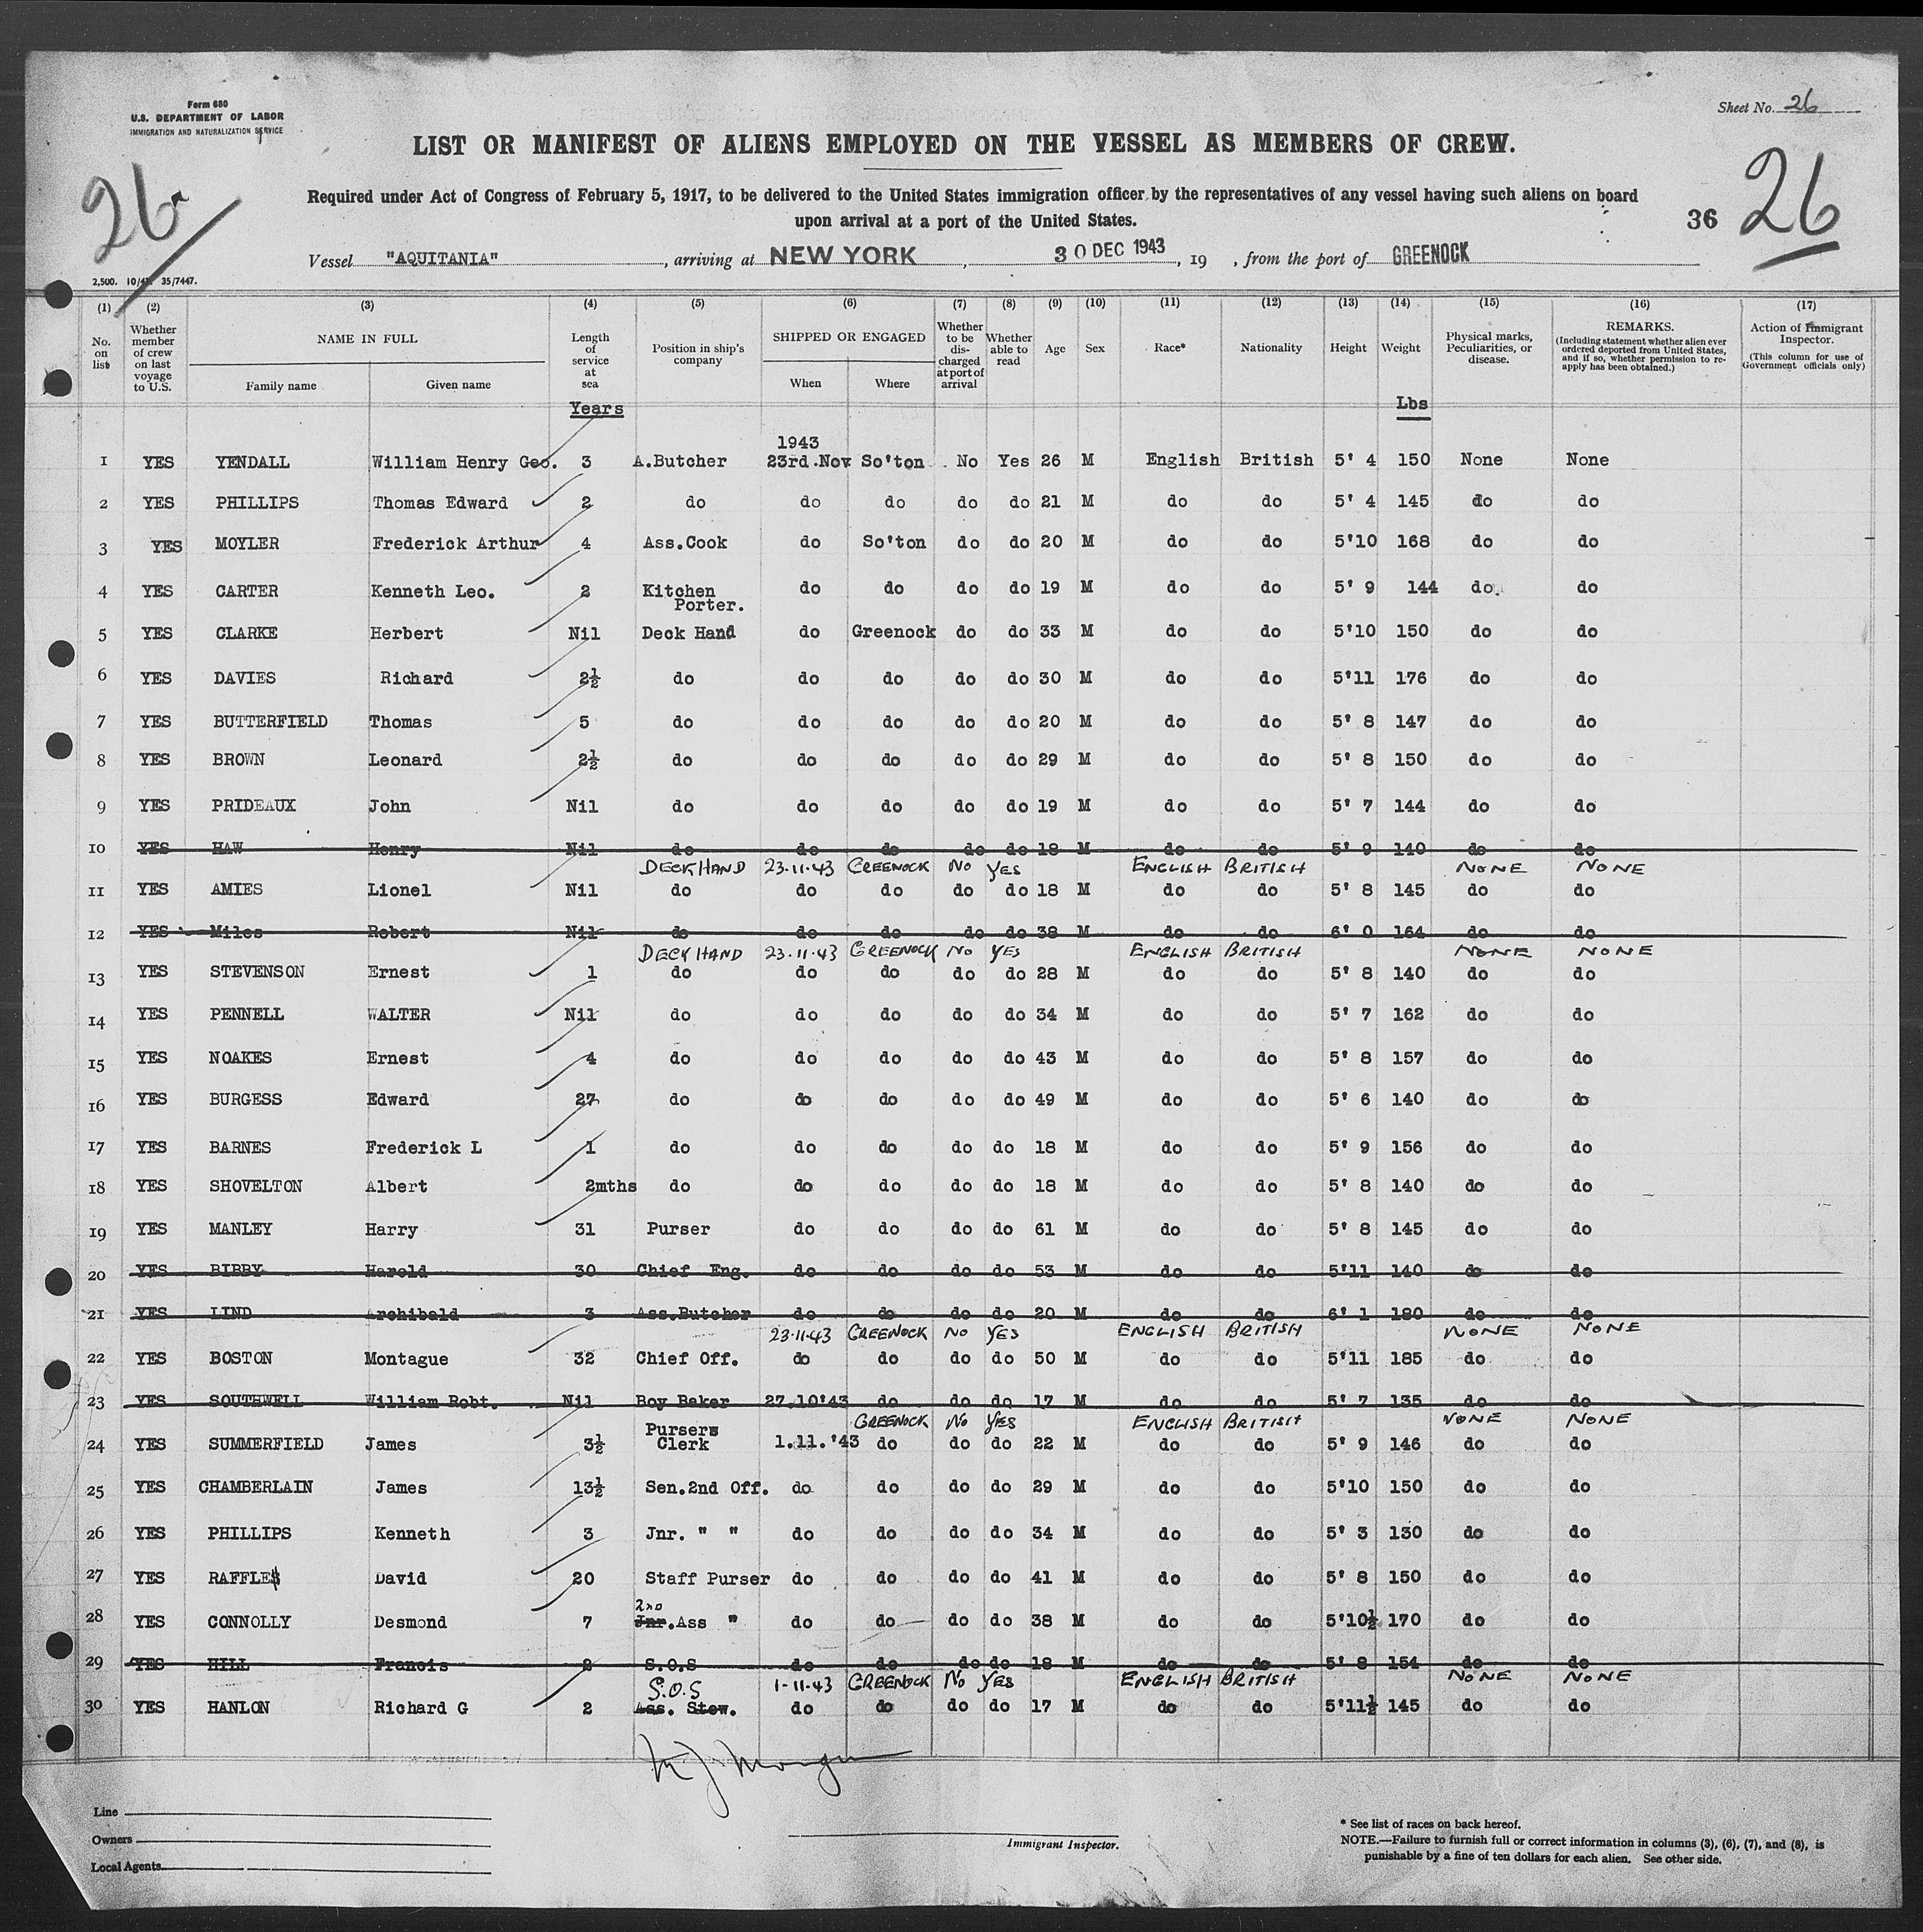 Form 680
U.S. DEPARTMENT OF LABOR
IMMIGRATION AND NATURALIZATION SERVICE
Sheet No. 26
LIST OR MANIFEST OF ALIENS EMPLOYED ON THE VESSEL AS MEMBERS OF CREW.
Required under Act of Congress of February 5, 1917, to be delivered to the United States immigration officer by the representatives of any vessel having such aliens on board
upon arrival at a port of the United States.
26
36 26
Vessel "AQUITANIA", arriving at NEW YORK, 30 DEC 1943, 19 , from the port of GREENOCK
2,500. 10/4 35/7447.
(1) (2) (3) (4) (5) (6) (7) (8) (9) (10) (11) (12) (13) (14) (15) (16) (17)
No. on list Whether member of crew on last voyage to U.S. NAME IN FULL Family name Given name Length of service at sea Position in ship's company SHIPPED OR ENGAGED When Where Whether to be discharged at port of arrival Whether able to read Age Sex Race* Nationality Height Weight Physical marks, Peculiarities, or disease. REMARKS. (Including statement whether alien ever ordered deported from United States, and if so, whether permission to re-apply has been obtained.) Action of Immigrant Inspector. (This column for use of Government officials only)
Years Lbs
1943
1 YES YENDALL William Henry Geo. 3 A.Butcher 23rd.Nov So'ton No Yes 26 M English British 5' 4 150 None None
2 YES PHILLIPS Thomas Edward 2 do do do do do 21 M do do 5' 4 145 do do
3 YES MOYLER Frederick Arthur 4 Ass.Cook do So'ton do do 20 M do do 5'10 168 do do
4 YES CARTER Kenneth Leo. 2 Kitchen Porter. do do do do 19 M do do 5' 9 144 do do
5 YES CLARKE Herbert Nil Deck Hand do Greenock do do 33 M do do 5'10 150 do do
6 YES DAVIES Richard 2½ do do do do do 30 M do do 5'11 176 do do
7 YES BUTTERFIELD Thomas 5 do do do do do 20 M do do 5' 8 147 do do
8 YES BROWN Leonard 2½ do do do do do 29 M do do 5' 8 150 do do
9 YES PRIDEAUX John Nil do do do do do 19 M do do 5' 7 144 do do
10 YES HAW Henry Nil do do do do do 18 M do do 5' 9 140 do do
DECK HAND 23.11.43 GREENOCK NO YES ENGLISH BRITISH NONE NONE
11 YES AMIES Lionel Nil do do do do do 18 M do do 5' 8 145 do do
12 YES Miles Robert Nil do do do do do 38 M do do 6' 0 164 do do
DECK HAND 23.11.43 GREENOCK NO YES ENGLISH BRITISH NONE NONE
13 YES STEVENSON Ernest 1 do do do do do 28 M do do 5' 8 140 do do
14 YES PENNELL WALTER Nil do do do do do 34 M do do 5' 7 162 do do
15 YES NOAKES Ernest 4 do do do do do 43 M do do 5' 8 157 do do
16 YES BURGESS Edward 27 do do do do do 49 M do do 5' 6 140 do do
17 YES BARNES Frederick L 1 do do do do do 18 M do do 5' 9 156 do do
18 YES SHOVELTON Albert 2mths do do do do do 18 M do do 5' 8 140 do do
19 YES MANLEY Harry 31 Purser do do do do 61 M do do 5' 8 145 do do
20 YES BIBBY Harold 30 Chief Eng. do do do do 53 M do do 5'11 140 do do
21 YES LIND Archibald 3 Ass.Butcher do do do do 20 M do do 6' 1 180 do do
23.11.43 GREENOCK NO YES ENGLISH BRITISH NONE NONE
22 YES BOSTON Montague 32 Chief Off. do do do do 50 M do do 5'11 185 do do
23 YES SOUTHWELL William Robt. Nil Boy Baker 27.10'43 do do do 17 M do do 5' 7 135 do do
GREENOCK NO YES ENGLISH BRITISH NONE NONE
24 YES SUMMERFIELD James 3½ Pursers Clerk 1.11.'43 do do do 22 M do do 5' 9 146 do do
25 YES CHAMBERLAIN James 13½ Sen.2nd Off. do do do do 29 M do do 5'10 150 do do
26 YES PHILLIPS Kenneth 3 Jnr. " " do do do do 34 M do do 5' 3 130 do do
27 YES RAFFLES David 20 Staff Purser do do do do 41 M do do 5' 8 150 do do
2ND
28 YES CONNOLLY Desmond 7 Jnr.Ass " do do do do 38 M do do 5'10½ 170 do do
29 YES HILL Francis 2 S.O.S do do do do 18 M do do 5' 8 154 do do
S.O.S 1-11-43 GREENOCK NO YES ENGLISH BRITISH NONE NONE
30 YES HANLON Richard G 2 Ass. Stew. do do do do 17 M do do 5'11½ 145 do do
Line
Owners
Local Agents
Immigrant Inspector.
* See list of races on back hereof.
NOTE.—Failure to furnish full or correct information in columns (3), (6), (7), and (8), is
punishable by a fine of ten dollars for each alien. See other side.